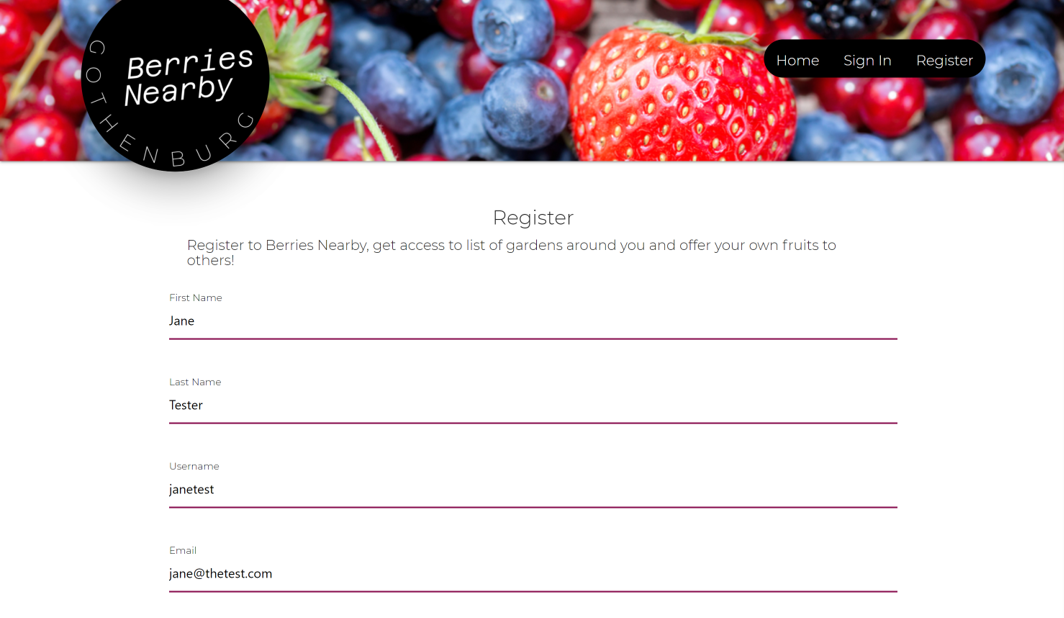 Berries
Nearby
GOTHENBURG
Home Sign In Register
Register
Register to Berries Nearby, get access to list of gardens around you and offer your own fruits to
others!
First Name
Jane
Last Name
Tester
Username
janetest
Email
jane@thetest.com